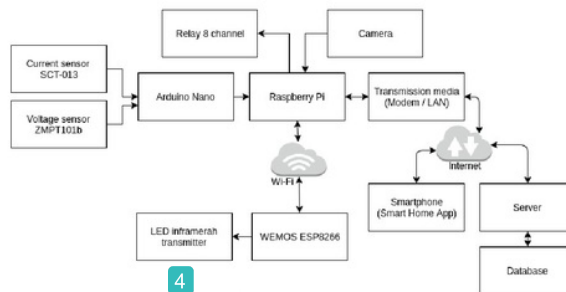 Relay 8 channel
Camera
Current sensor
SCT-013
Arduino Nano
Raspberry Pi
Transmission media
(Modem / LAN)
Voltage sensor
ZMPT101b
Internet
Wi-Fi
Smartphone
(Smart Home App)
Server
LED inframerah
transmitter
WEMOS ESP8266
4
Database